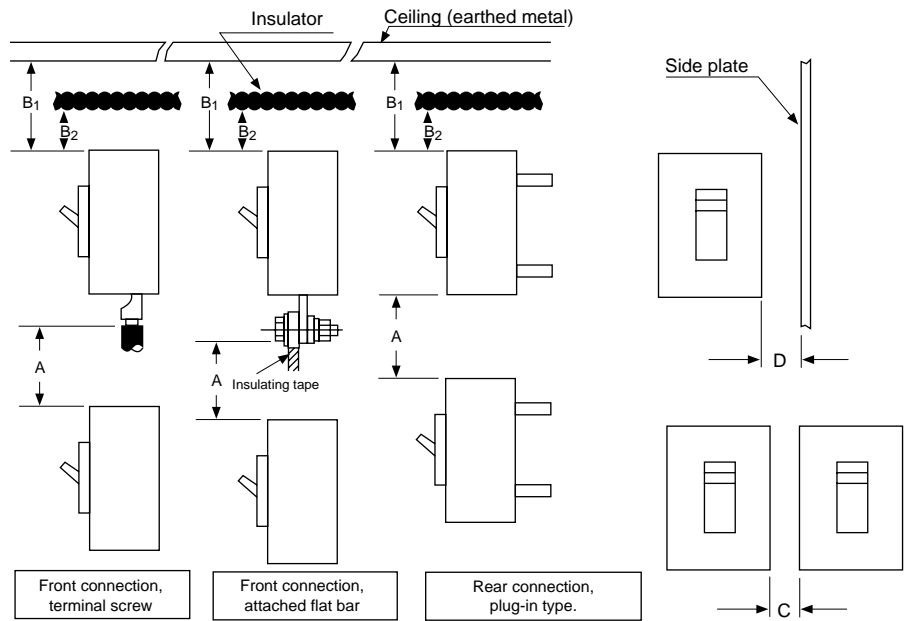 Insulator
Ceiling (earthed metal)
Side plate
B1
B1
B1
B2
B2
B2
A
A
A
Insulating tape
D
C
Front connection,
terminal screw
Front connection,
attached flat bar
Rear connection,
plug-in type.